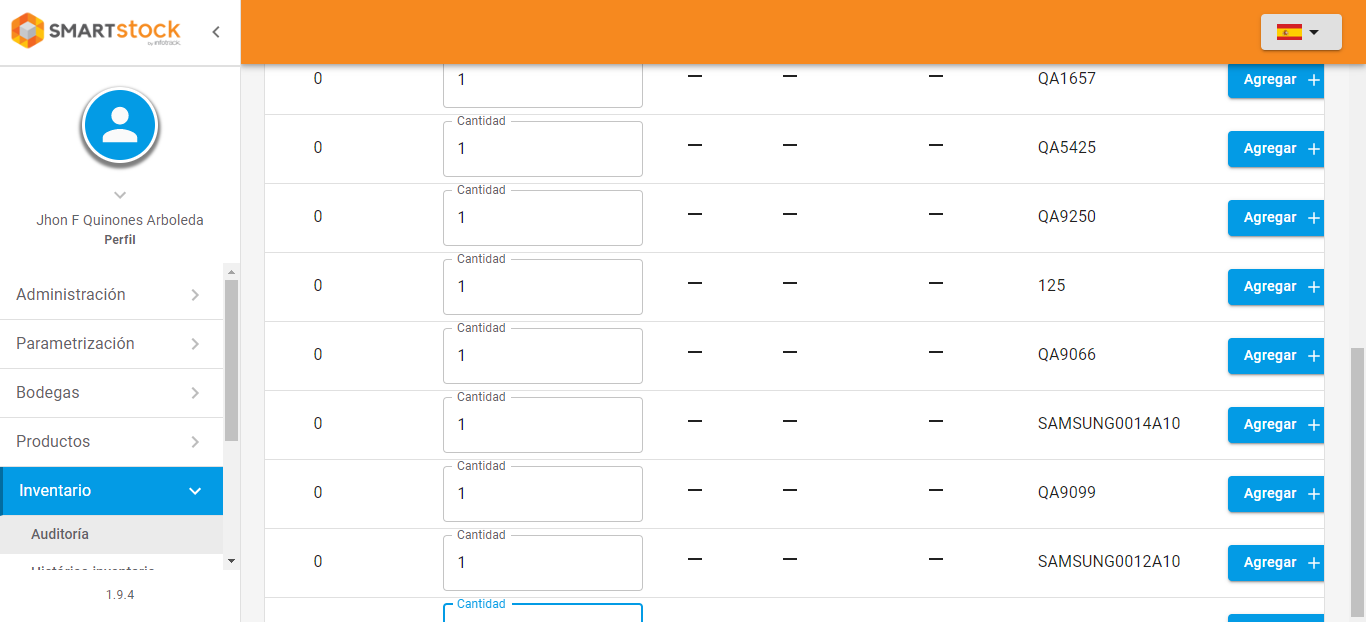 SMARTstock
by infotrack.
Jhon F Quinones Arboleda
Perfil
Administración
Parametrización
Bodegas
Productos
Inventario
Auditoría
Histórico inventario
1.9.4
0 1 — — — QA1657 Agregar +
Cantidad
0 1 — — — QA5425 Agregar +
Cantidad
0 1 — — — QA9250 Agregar +
Cantidad
0 1 — — — 125 Agregar +
Cantidad
0 1 — — — QA9066 Agregar +
Cantidad
0 1 — — — SAMSUNG0014A10 Agregar +
Cantidad
0 1 — — — QA9099 Agregar +
Cantidad
0 1 — — — SAMSUNG0012A10 Agregar +
Cantidad